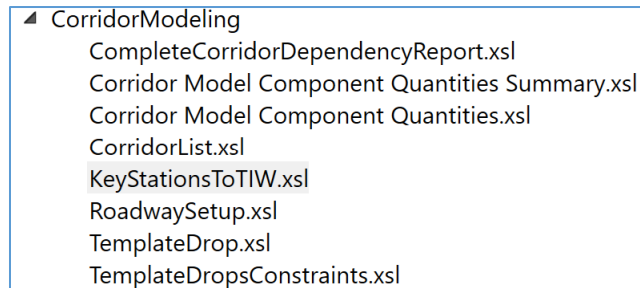 CorridorModeling
CompleteCorridorDependencyReport.xsl
Corridor Model Component Quantities Summary.xsl
Corridor Model Component Quantities.xsl
CorridorList.xsl
KeyStationsToTIW.xsl
RoadwaySetup.xsl
TemplateDrop.xsl
TemplateDropsConstraints.xsl